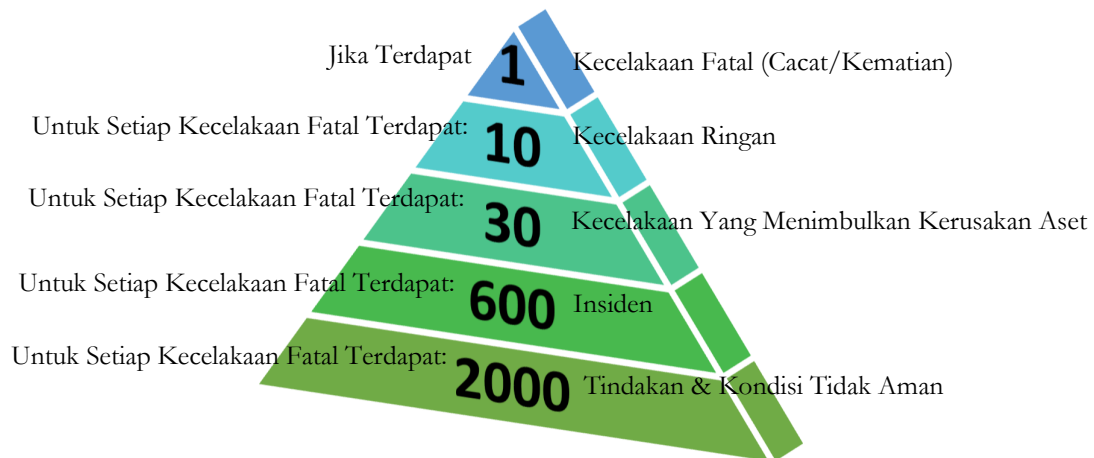 Jika Terdapat 1 Kecelakaan Fatal (Cacat/Kematian)
Untuk Setiap Kecelakaan Fatal Terdapat: 10 Kecelakaan Ringan
Untuk Setiap Kecelakaan Fatal Terdapat: 30 Kecelakaan Yang Menimbulkan Kerusakan Aset
Untuk Setiap Kecelakaan Fatal Terdapat: 600 Insiden
Untuk Setiap Kecelakaan Fatal Terdapat: 2000 Tindakan & Kondisi Tidak Aman